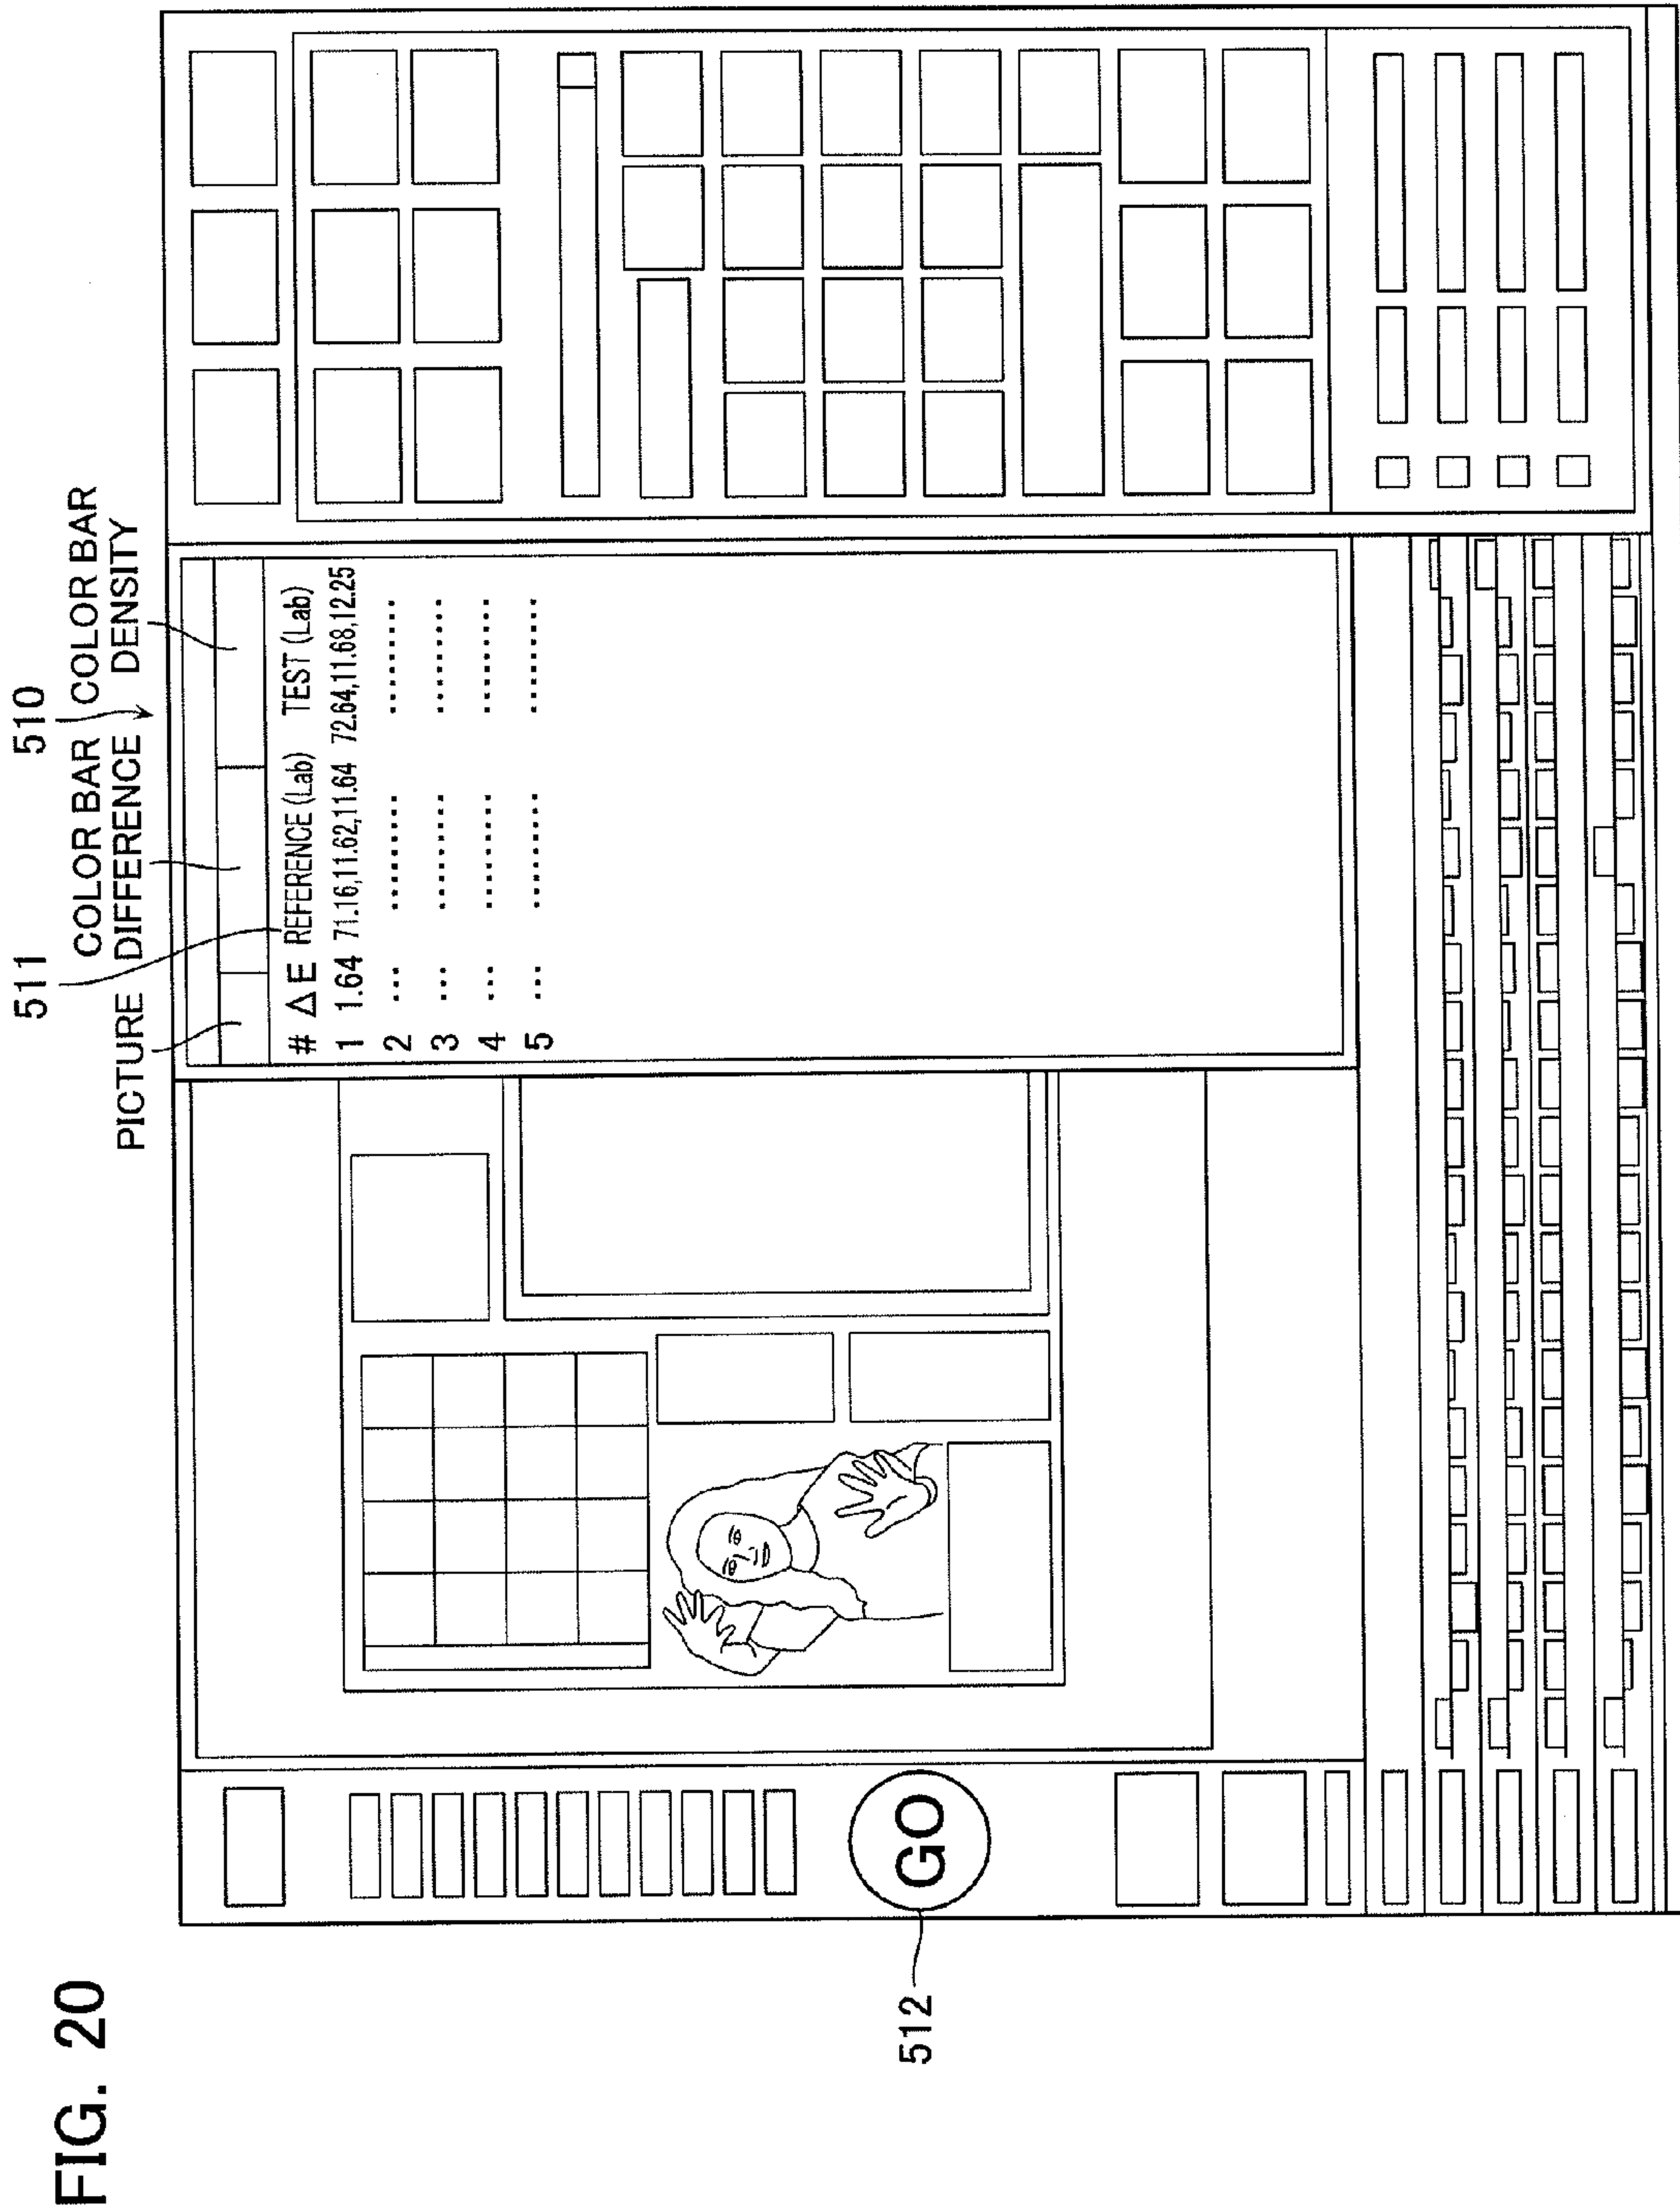 FIG. 20
511
510
PICTURE
COLOR BAR
DIFFERENCE
COLOR BAR
DENSITY
# ΔE REFERENCE (Lab) TEST (Lab)
1 1.64 71.16,11.62,11.64 72.64,11.68,12.25
2 ... ......... .........
3 ... ......... .........
4 ... ......... .........
5 ... ......... .........
GO
512